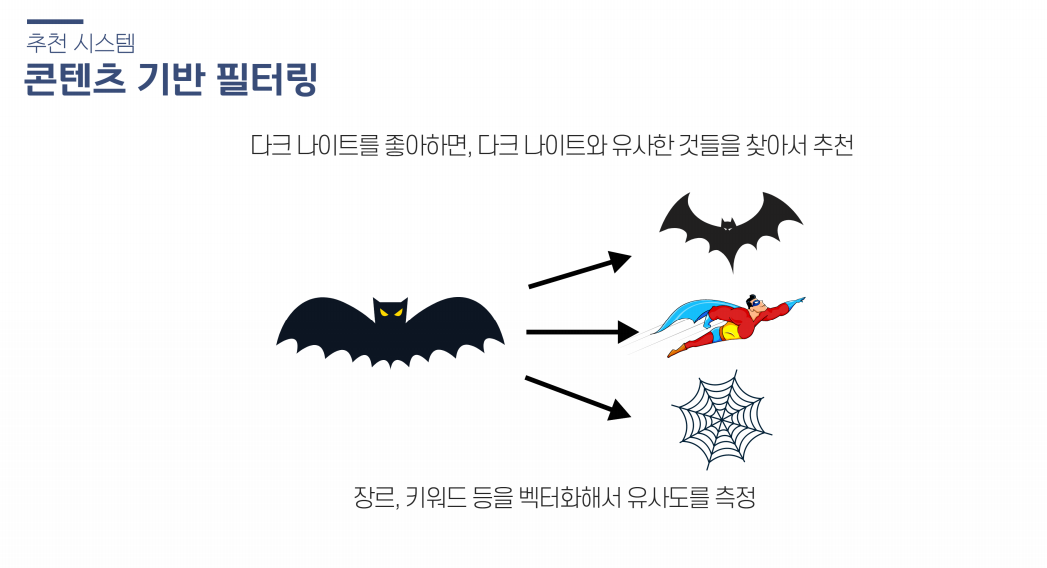 추천 시스템
콘텐츠 기반 필터링
다크 나이트를 좋아하면, 다크 나이트와 유사한 것들을 찾아서 추천
장르, 키워드 등을 벡터화해서 유사도를 측정